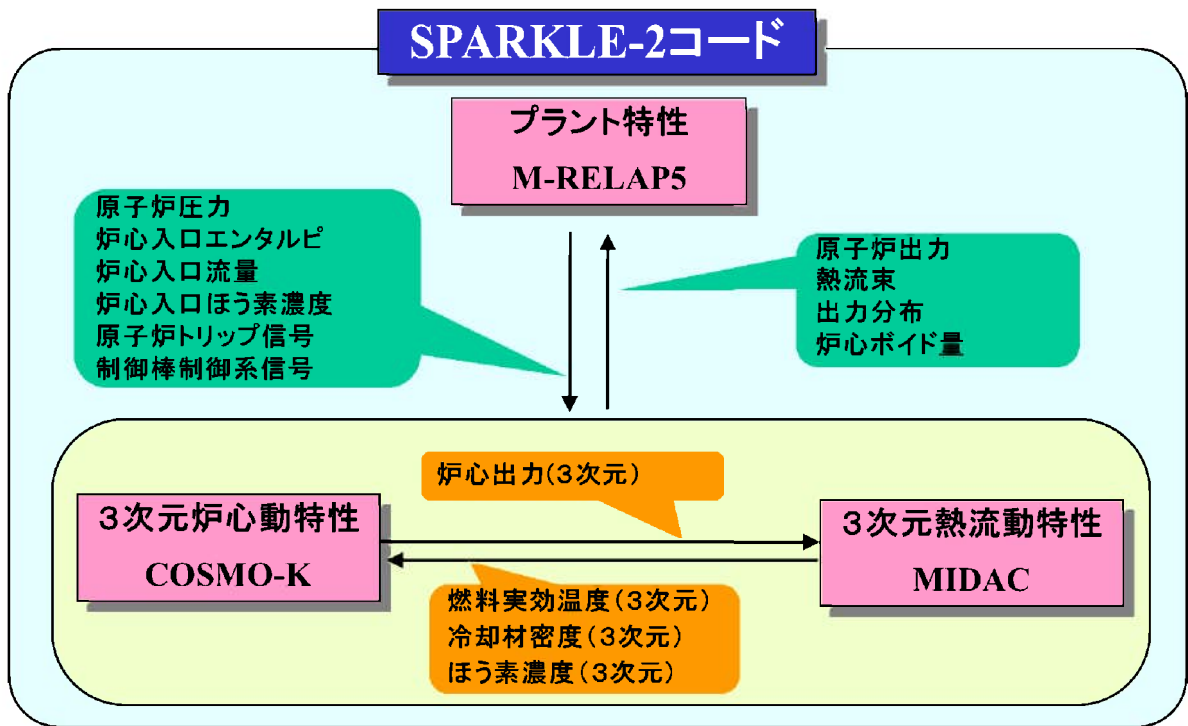 SPARKLE-2コード
プラント特性
M-RELAP5
原子炉圧力
炉心入口エンタルピ
炉心入口流量
炉心入口ほう素濃度
原子炉トリップ信号
制御棒制御系信号
原子炉出力
熱流束
出力分布
炉心ボイド量
炉心出力(3次元)
3次元炉心動特性
COSMO-K
3次元熱流動特性
MIDAC
燃料実効温度(3次元)
冷却材密度(3次元)
ほう素濃度(3次元)